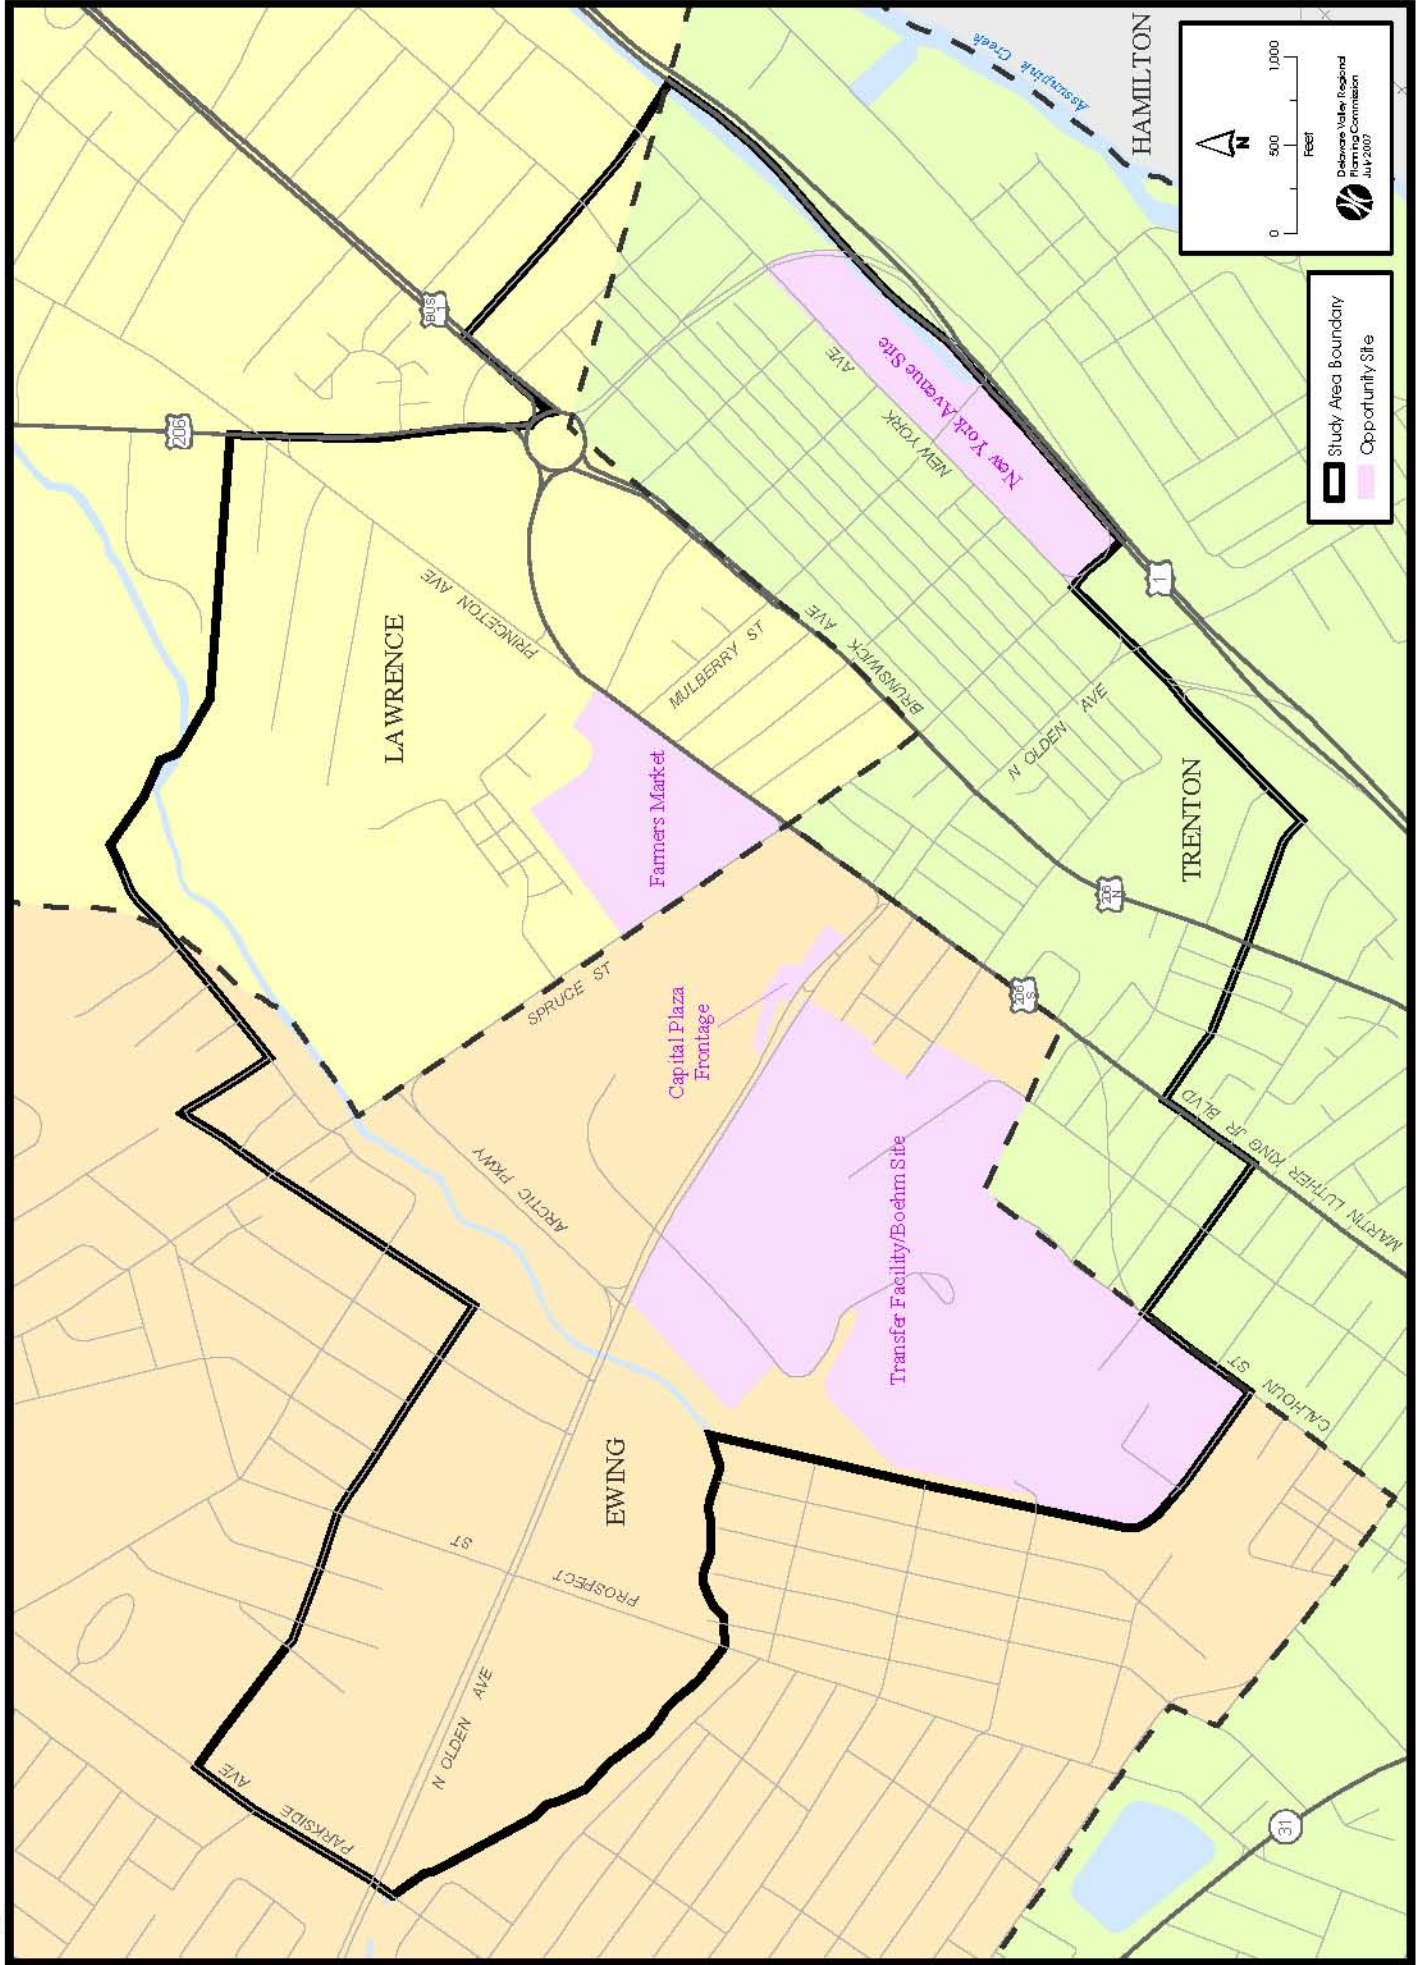 HAMILTON
Assunpink Creek
N
0 500 1,000
Feet
Delaware Valley Regional
Planning Commission
July 2007
Study Area Boundary
Opportunity Site
LAWRENCE
206
BUS
1
PRINCETON AVE
MULBERRY ST
BRUNSWICK AVE
NEW YORK AVE
New York Avenue Site
Farmers Market
N OLDEN AVE
TRENTON
1
206
N
206
S
SPRUCE ST
Capital Plaza
Frontage
ARCTIC PKWY
Transfer Facility/Boehm Site
MARTIN LUTHER KING JR BLVD
CALHOUN ST
EWING
PROSPECT ST
N OLDEN AVE
PARKSIDE AVE
31